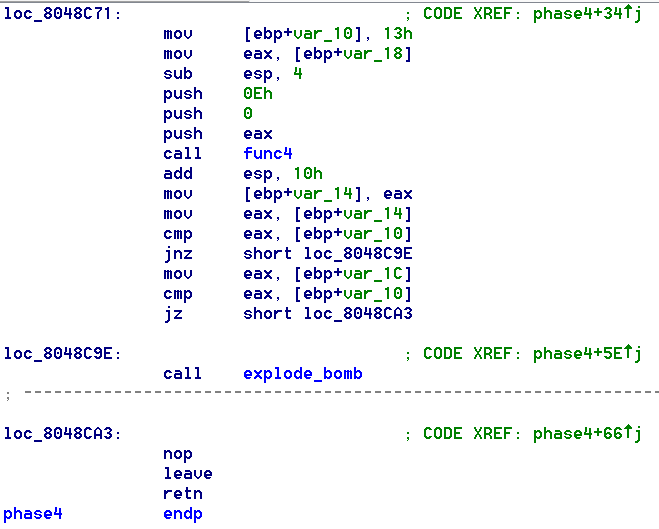 loc_8048C71: ; CODE XREF: phase4+34↑j
mov [ebp+var_10], 13h
mov eax, [ebp+var_18]
sub esp, 4
push 0Eh
push 0
push eax
call func4
add esp, 10h
mov [ebp+var_14], eax
mov eax, [ebp+var_14]
cmp eax, [ebp+var_10]
jnz short loc_8048C9E
mov eax, [ebp+var_1C]
cmp eax, [ebp+var_10]
jz short loc_8048CA3
loc_8048C9E: ; CODE XREF: phase4+5E↑j
call explode_bomb
; ---------------------------------------------------------------
loc_8048CA3: ; CODE XREF: phase4+66↑j
nop
leave
retn
phase4 endp